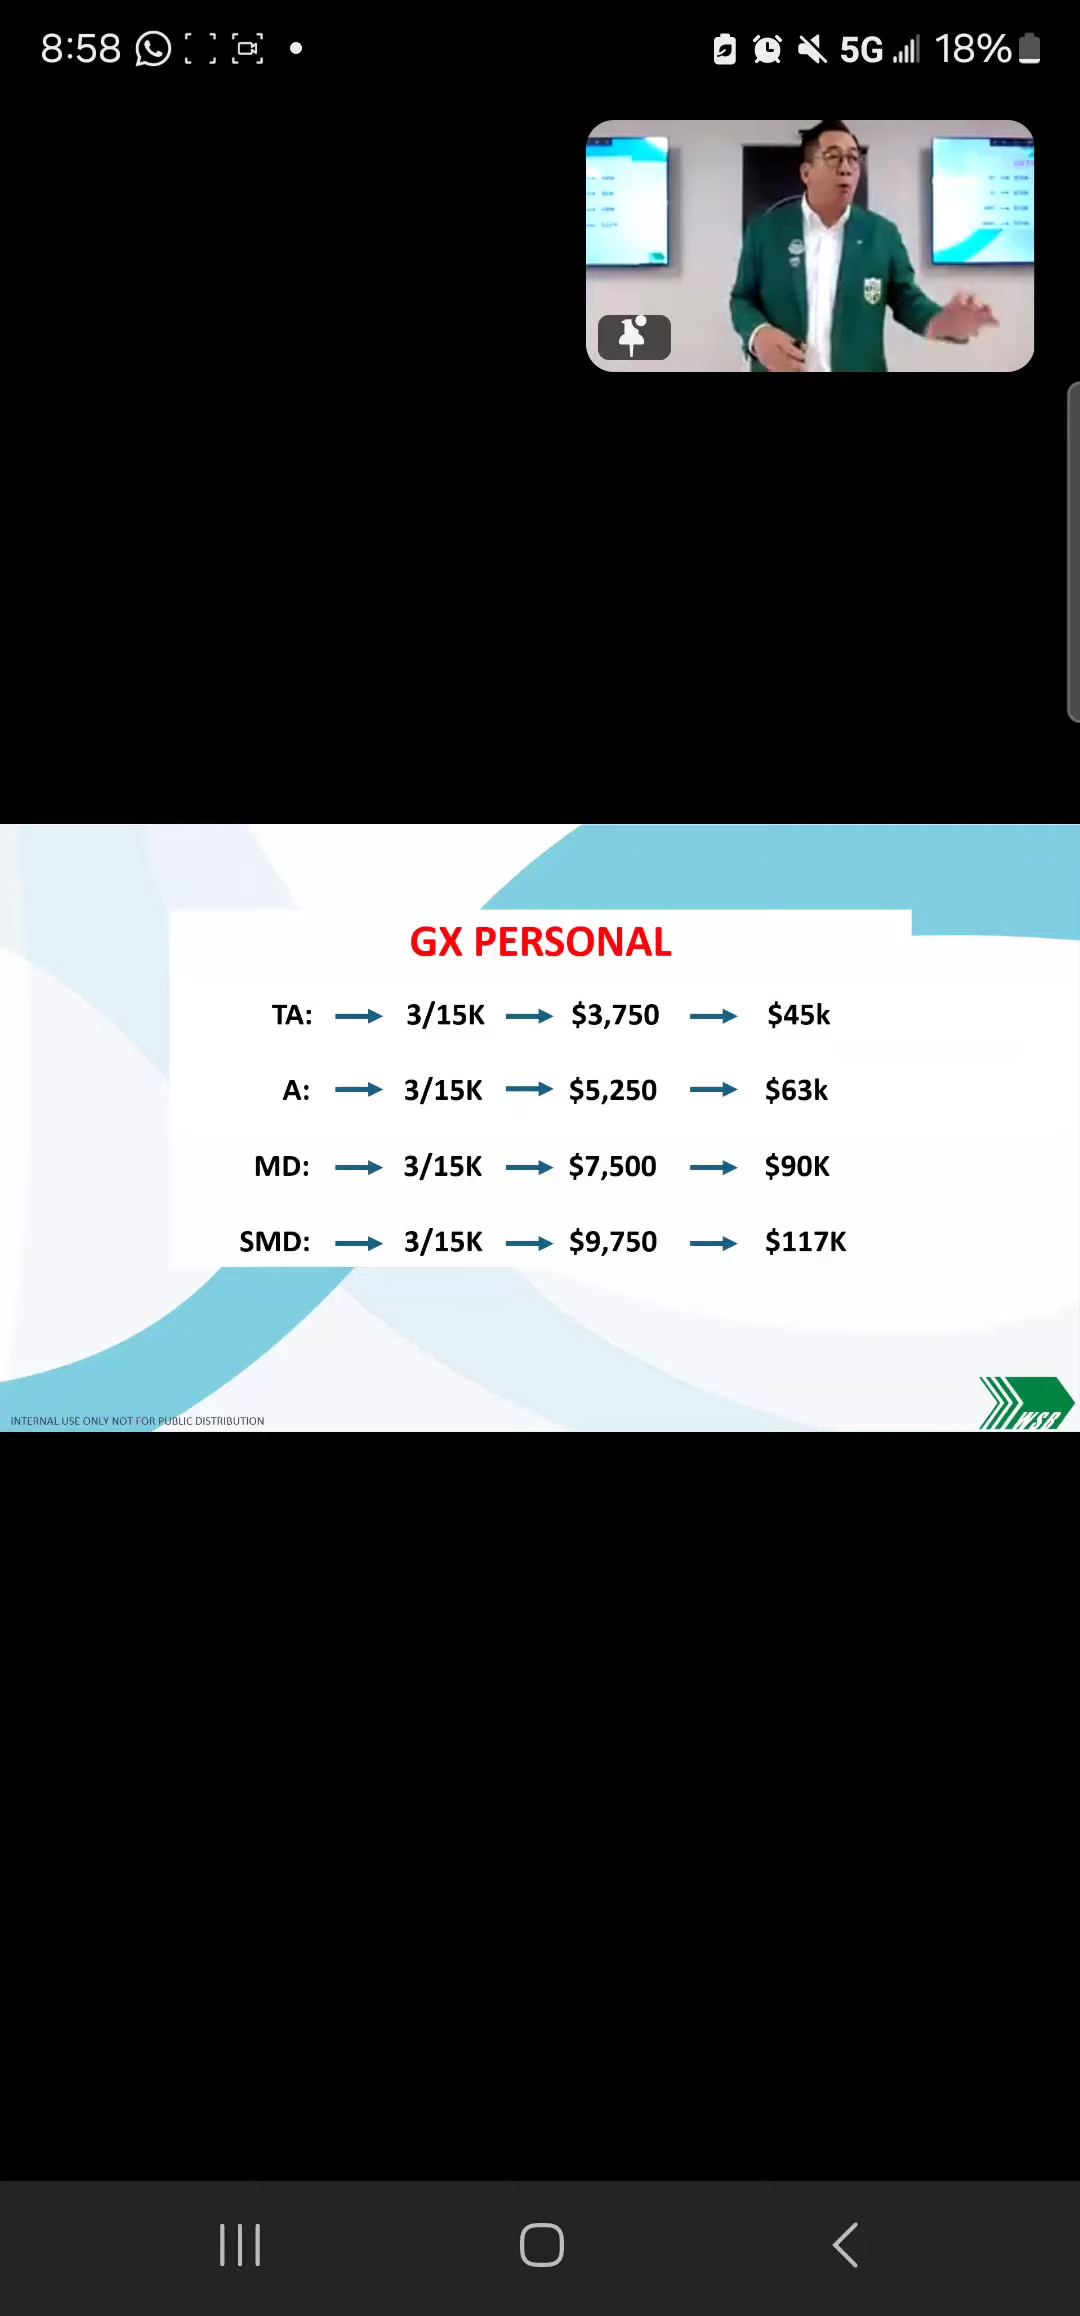 8:58 5G 18%
GX PERSONAL
TA: → 3/15K → $3,750 → $45k
A: → 3/15K → $5,250 → $63k
MD: → 3/15K → $7,500 → $90K
SMD: → 3/15K → $9,750 → $117K
INTERNAL USE ONLY NOT FOR PUBLIC DISTRIBUTION
WSB